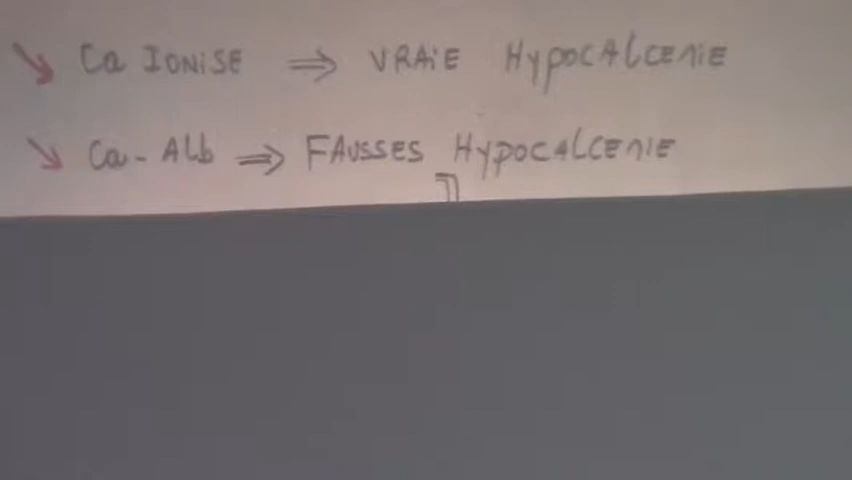 ↘ Ca IONISE ⇒ VRAIE HypocAlcEMIE
↘ Ca-Alb ⇒ FAUSSES HypocAlcEMIE